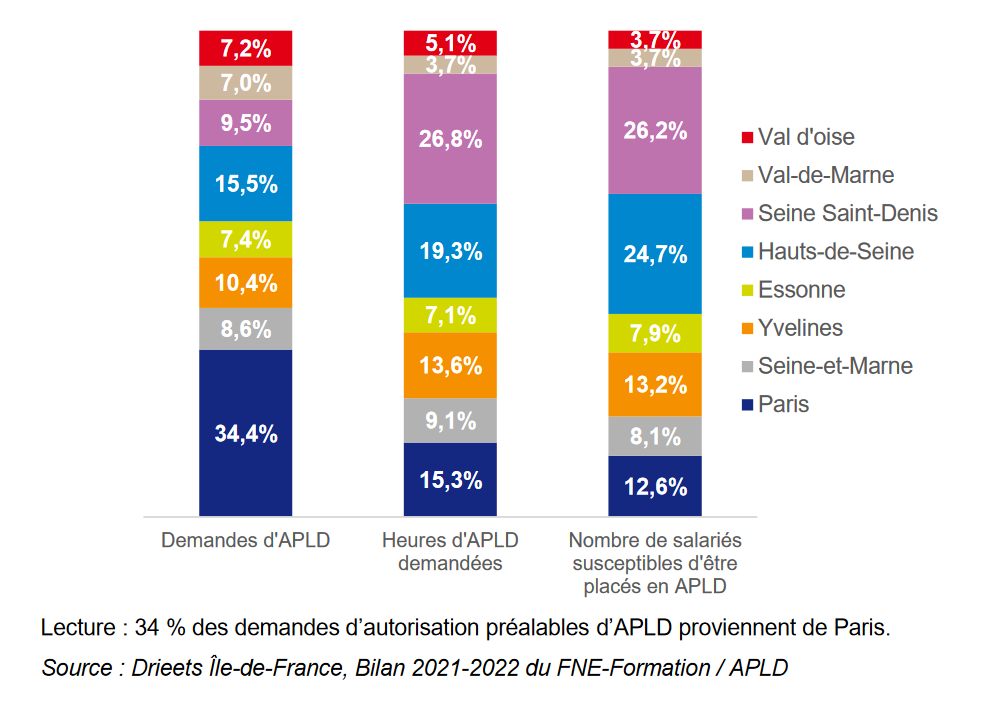 7,2%
7,0%
9,5%
15,5%
7,4%
10,4%
8,6%
34,4%
5,1%
3,7%
26,8%
19,3%
7,1%
13,6%
9,1%
15,3%
3,7%
3,7%
26,2%
24,7%
7,9%
13,2%
8,1%
12,6%
Val d'oise
Val-de-Marne
Seine Saint-Denis
Hauts-de-Seine
Essonne
Yvelines
Seine-et-Marne
Paris
Demandes d'APLD
Heures d'APLD
demandées
Nombre de salariés
susceptibles d'être
placés en APLD
Lecture : 34 % des demandes d’autorisation préalables d’APLD proviennent de Paris.
Source : Drieets Île-de-France, Bilan 2021-2022 du FNE-Formation / APLD